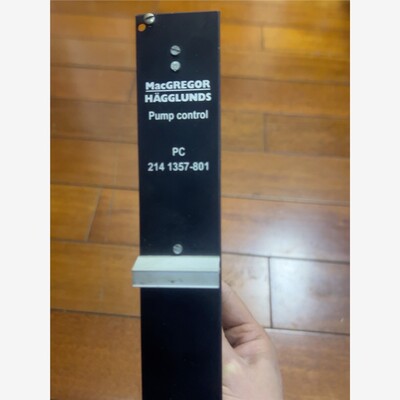 MacGREGOR
HÄGGLUNDS
Pump control
PC
214 1357-801